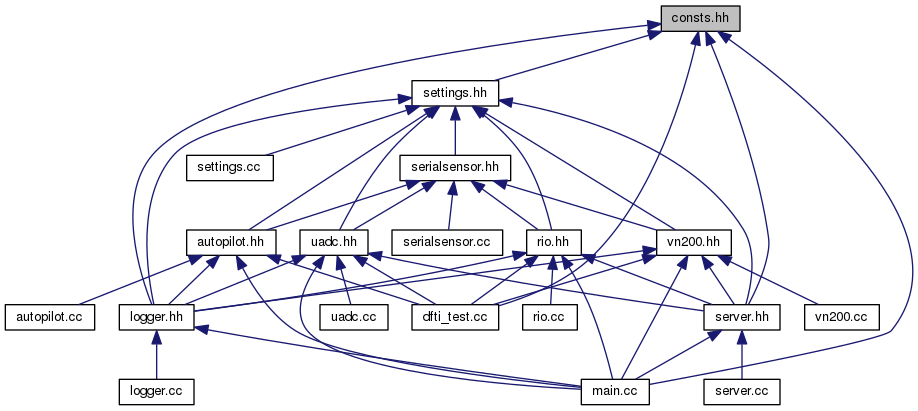 consts.hh
settings.hh
settings.cc
serialsensor.hh
autopilot.hh
uadc.hh
serialsensor.cc
rio.hh
vn200.hh
autopilot.cc
logger.hh
uadc.cc
dfti_test.cc
rio.cc
server.hh
vn200.cc
logger.cc
main.cc
server.cc